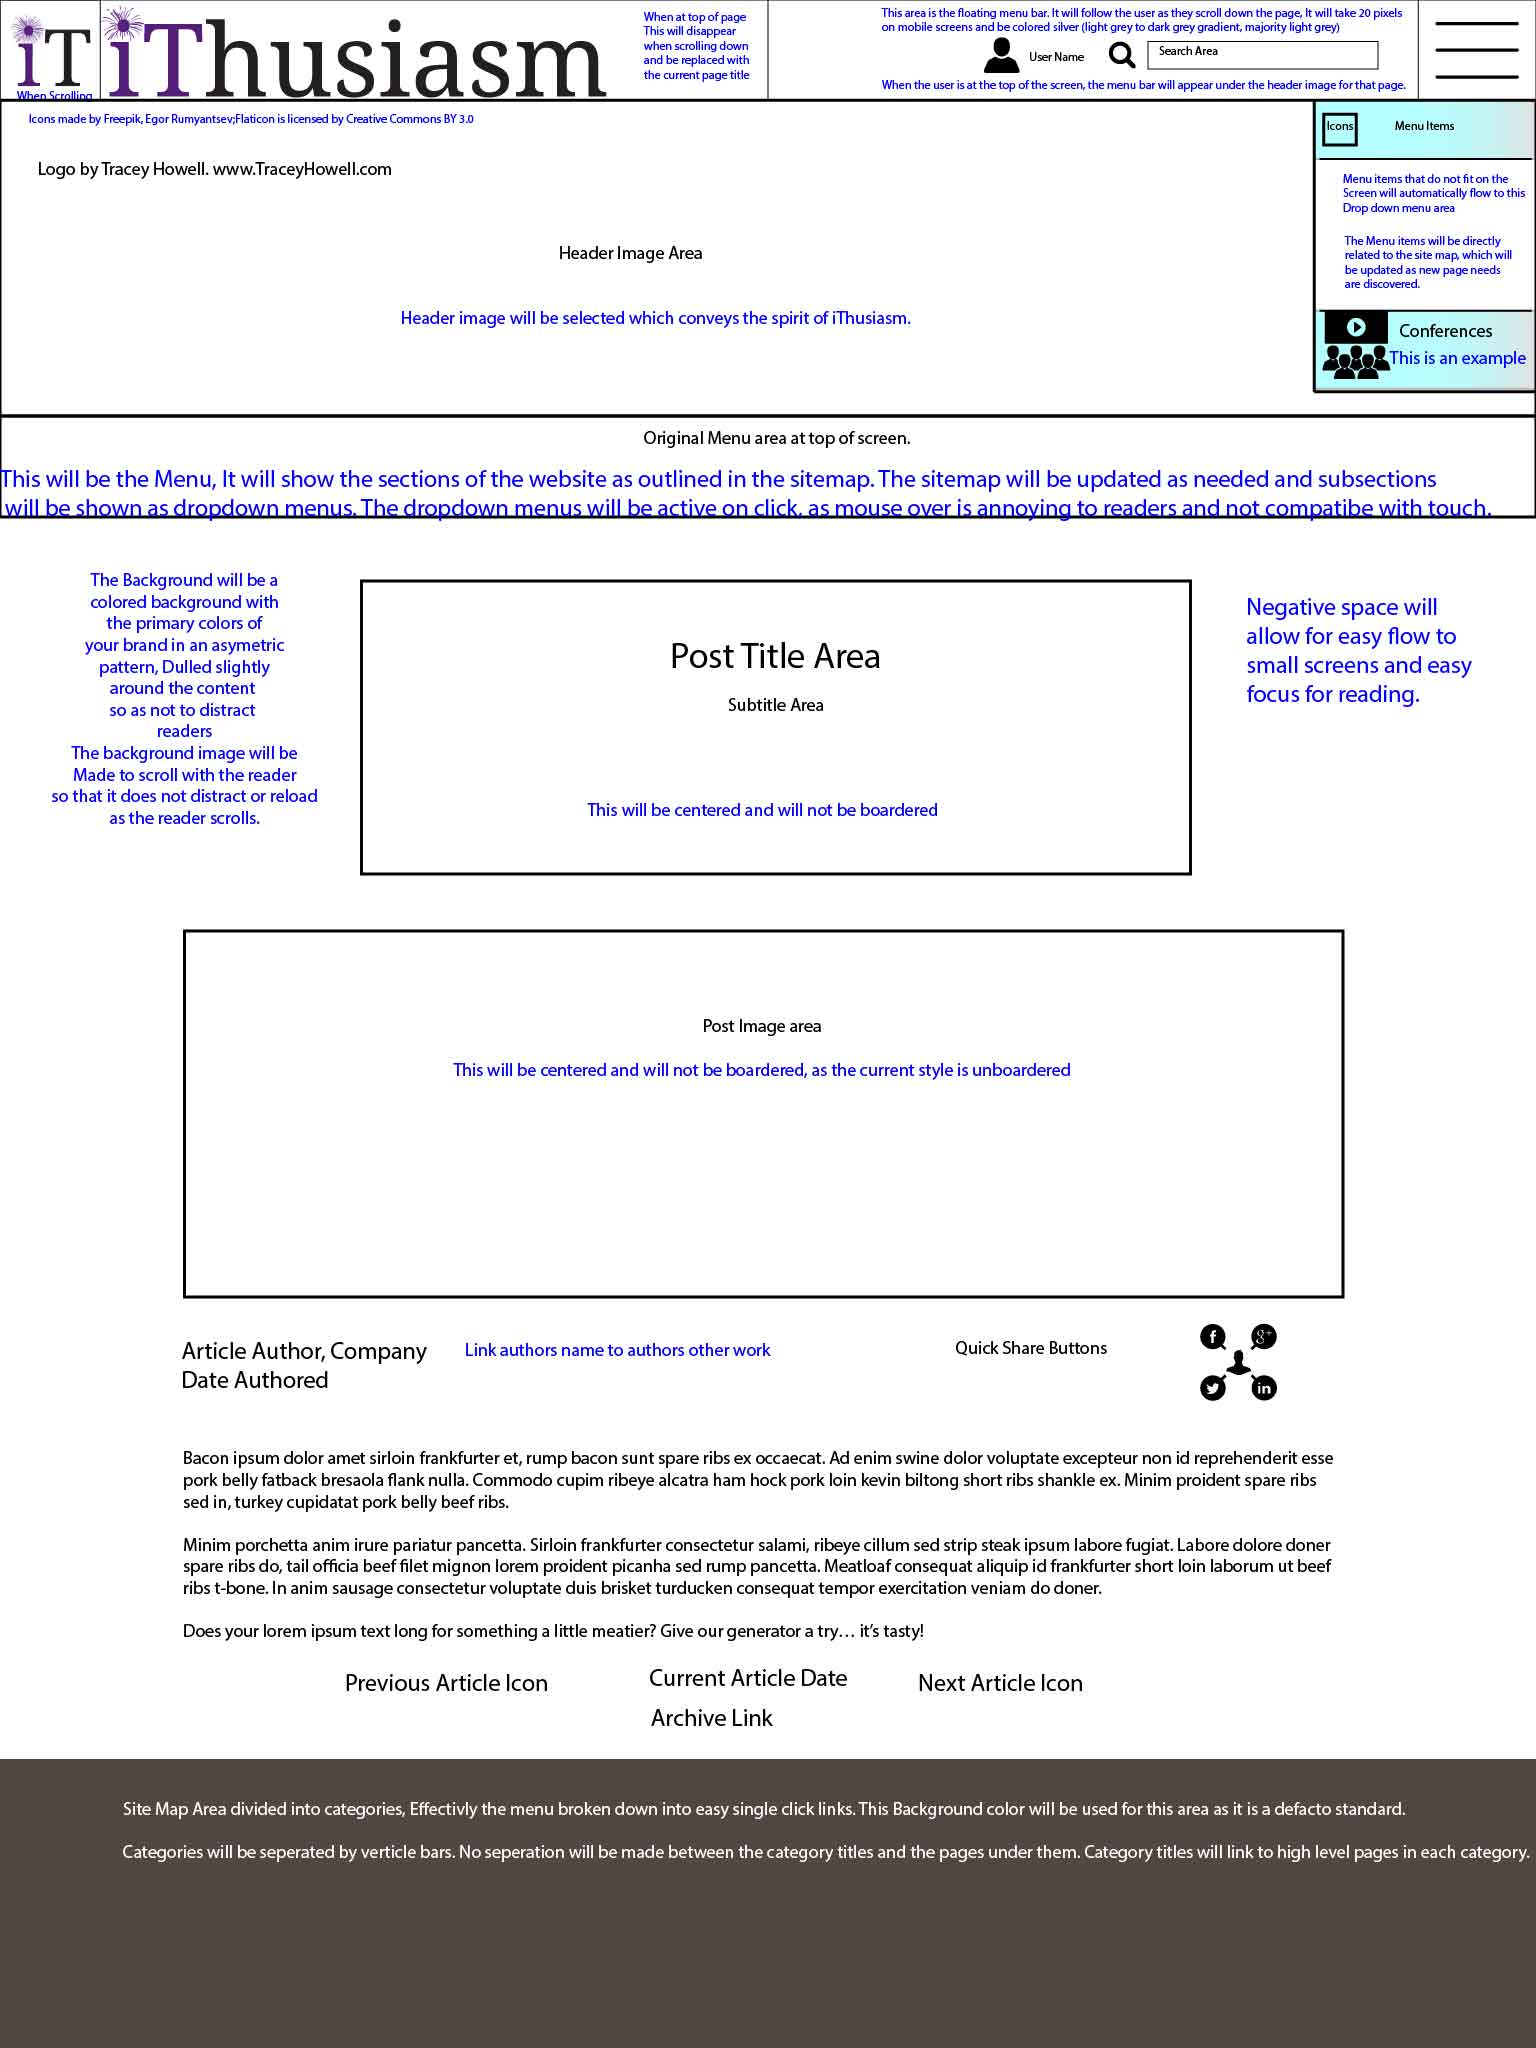 iT
When Scrolling
iThusiasm
When at top of page
This will disappear
when scrolling down
and be replaced with
the current page title
This area is the floating menu bar. It will follow the user as they scroll down the page, It will take 20 pixels
on mobile screens and be colored silver (light grey to dark grey gradient, majority light grey)
User Name
Search Area
When the user is at the top of the screen, the menu bar will appear under the header image for that page.
Icons made by Freepik, Egor Rumyantsev;Flaticon is licensed by Creative Commons BY 3.0
Logo by Tracey Howell. www.TraceyHowell.com
Header Image Area
Header image will be selected which conveys the spirit of iThusiasm.
Icons
Menu Items
Menu items that do not fit on the
Screen will automatically flow to this
Drop down menu area
The Menu items will be directly
related to the site map, which will
be updated as new page needs
are discovered.
Conferences
This is an example
Original Menu area at top of screen.
This will be the Menu, It will show the sections of the website as outlined in the sitemap. The sitemap will be updated as needed and subsections
will be shown as dropdown menus. The dropdown menus will be active on click, as mouse over is annoying to readers and not compatibe with touch.
The Background will be a
colored background with
the primary colors of
your brand in an asymetric
pattern, Dulled slightly
around the content
so as not to distract
readers
The background image will be
Made to scroll with the reader
so that it does not distract or reload
as the reader scrolls.
Post Title Area
Subtitle Area
This will be centered and will not be boardered
Negative space will
allow for easy flow to
small screens and easy
focus for reading.
Post Image area
This will be centered and will not be boardered, as the current style is unboardered
Article Author, Company
Date Authored
Link authors name to authors other work
Quick Share Buttons
f
g+
in
Bacon ipsum dolor amet sirloin frankfurter et, rump bacon sunt spare ribs ex occaecat. Ad enim swine dolor voluptate excepteur non id reprehenderit esse
pork belly fatback bresaola flank nulla. Commodo cupim ribeye alcatra ham hock pork loin kevin biltong short ribs shankle ex. Minim proident spare ribs
sed in, turkey cupidatat pork belly beef ribs.
Minim porchetta anim irure pariatur pancetta. Sirloin frankfurter consectetur salami, ribeye cillum sed strip steak ipsum labore fugiat. Labore dolore doner
spare ribs do, tail officia beef filet mignon lorem proident picanha sed rump pancetta. Meatloaf consequat aliquip id frankfurter short loin laborum ut beef
ribs t-bone. In anim sausage consectetur voluptate duis brisket turducken consequat tempor exercitation veniam do doner.
Does your lorem ipsum text long for something a little meatier? Give our generator a try… it's tasty!
Previous Article Icon
Current Article Date
Next Article Icon
Archive Link
Site Map Area divided into categories, Effectivly the menu broken down into easy single click links. This Background color will be used for this area as it is a defacto standard.
Categories will be seperated by verticle bars. No seperation will be made between the category titles and the pages under them. Category titles will link to high level pages in each category.